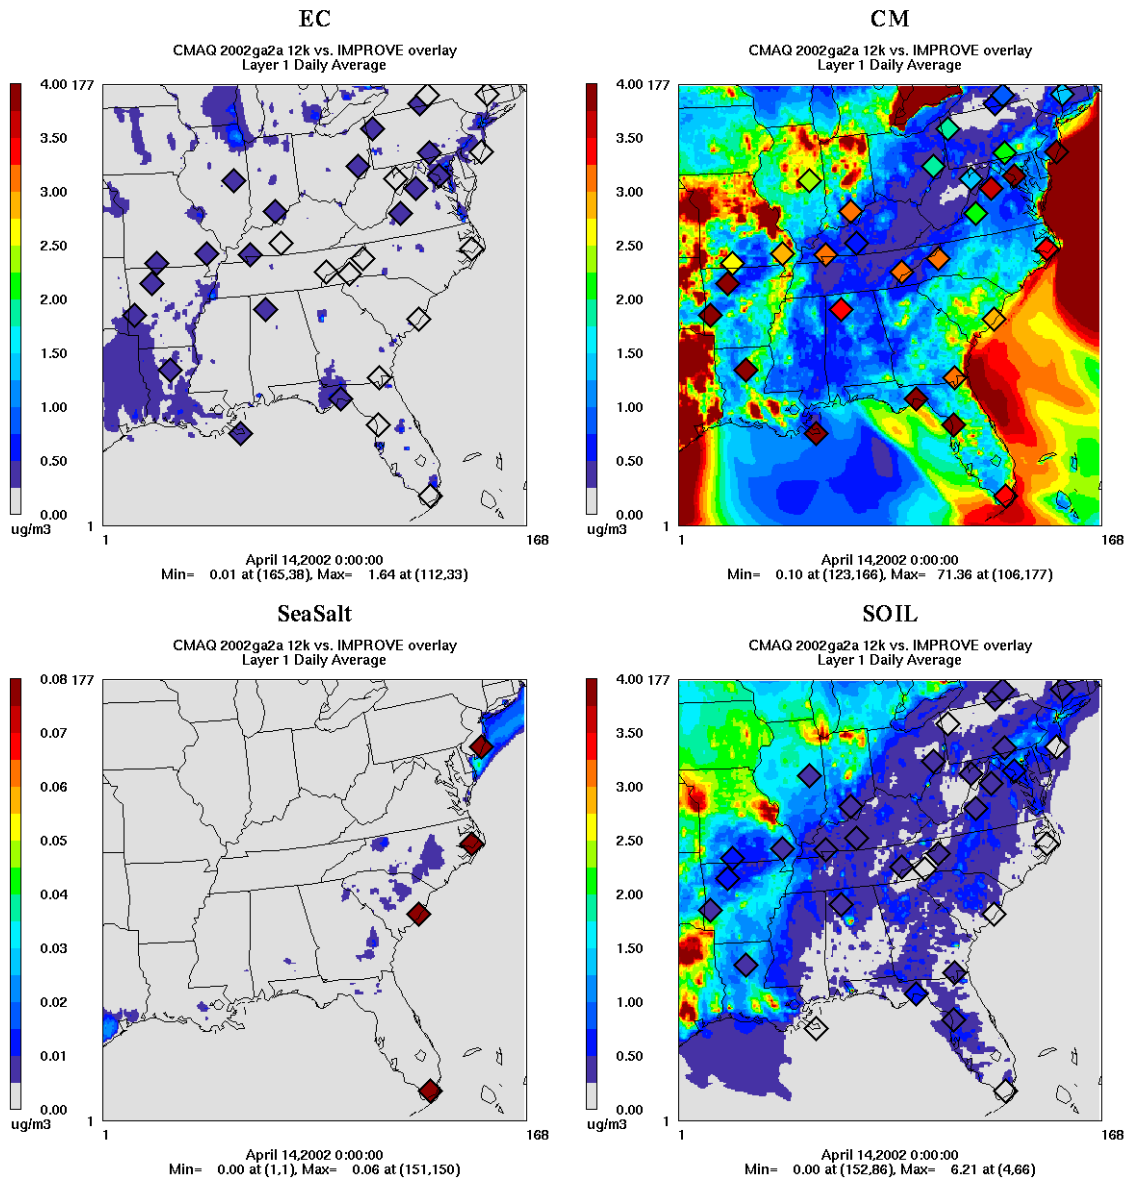 EC
CMAQ 2002ga2a 12k vs. IMPROVE overlay
Layer 1 Daily Average
4.00 177
3.50
3.00
2.50
2.00
1.50
1.00
0.50
0.00
ug/m3
1
1 168
April 14,2002 0:00:00
Min= 0.01 at (165,38), Max= 1.64 at (112,33)
CM
CMAQ 2002ga2a 12k vs. IMPROVE overlay
Layer 1 Daily Average
4.00 177
3.50
3.00
2.50
2.00
1.50
1.00
0.50
0.00
ug/m3
1
1 168
April 14,2002 0:00:00
Min= 0.10 at (123,166), Max= 71.36 at (106,177)
SeaSalt
CMAQ 2002ga2a 12k vs. IMPROVE overlay
Layer 1 Daily Average
0.08 177
0.07
0.06
0.05
0.04
0.03
0.02
0.01
0.00
ug/m3
1
1 168
April 14,2002 0:00:00
Min= 0.00 at (1,1), Max= 0.06 at (151,150)
SOIL
CMAQ 2002ga2a 12k vs. IMPROVE overlay
Layer 1 Daily Average
4.00 177
3.50
3.00
2.50
2.00
1.50
1.00
0.50
0.00
ug/m3
1
1 168
April 14,2002 0:00:00
Min= 0.00 at (152,86), Max= 6.21 at (4,66)